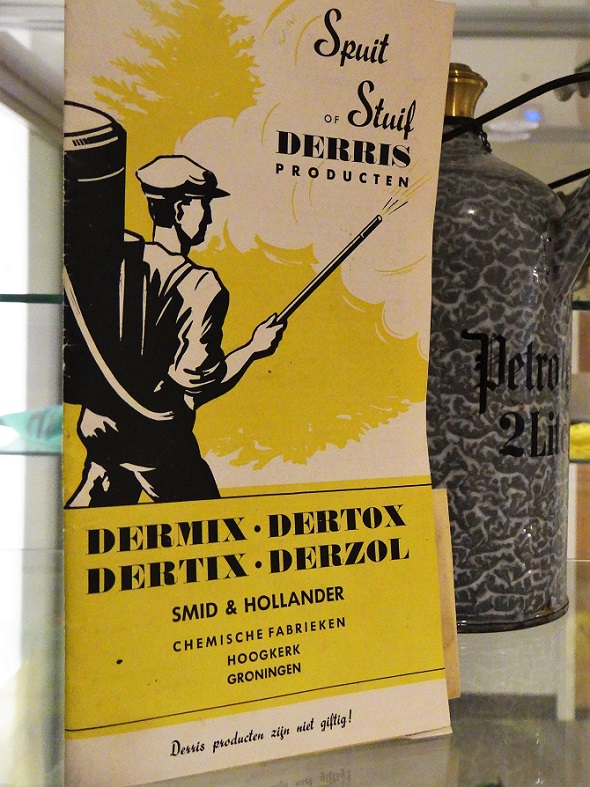 Spuit
OF Stuif
DERRIS
PRODUCTEN
DERMIX • DERTOX
DERTIX • DERZOL
SMID & HOLLANDER
CHEMISCHE FABRIEKEN
HOOGKERK
GRONINGEN
Derris producten zijn niet giftig!
Petrole
2 Lit